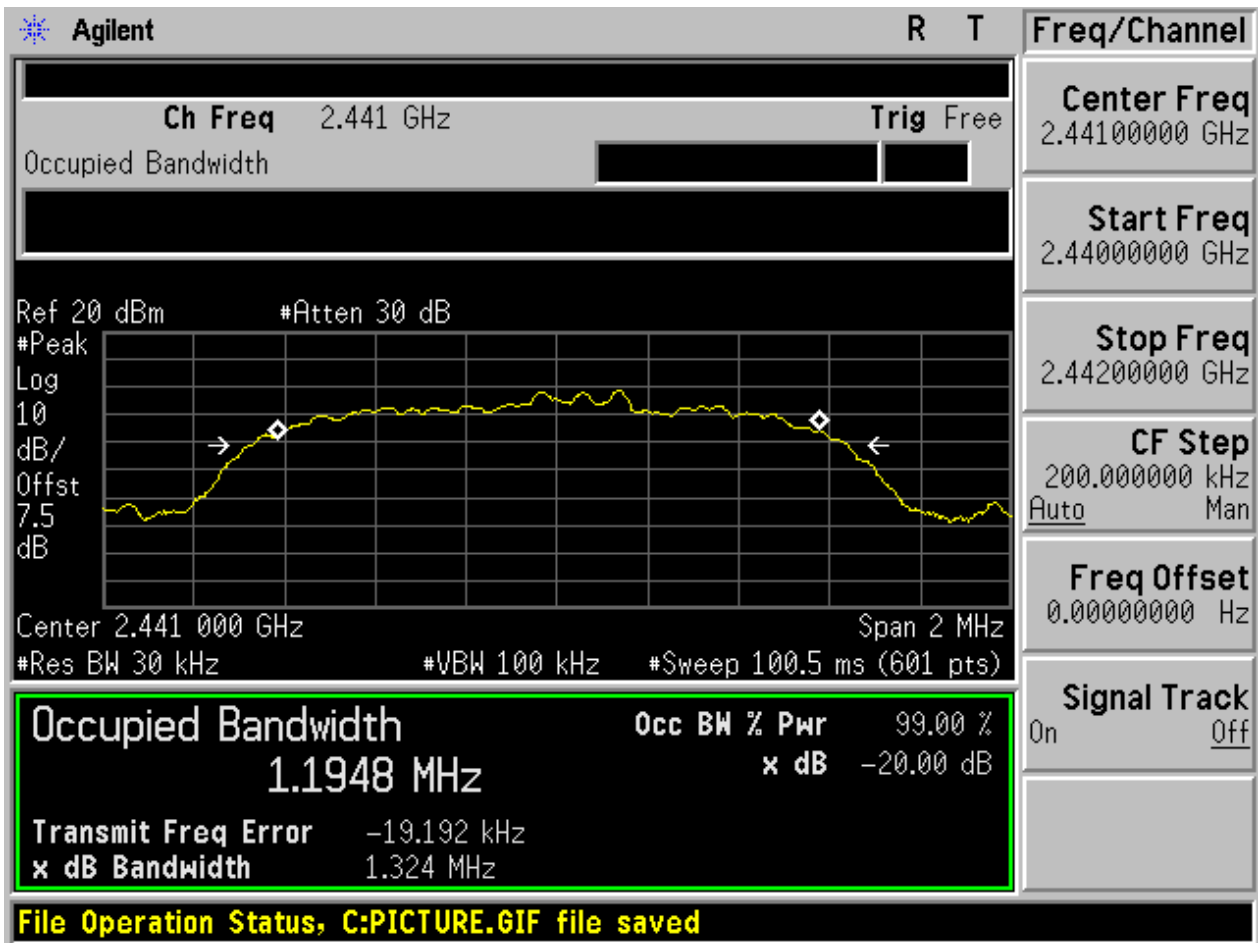 Agilent R T Freq/Channel
Ch Freq 2.441 GHz Trig Free
Occupied Bandwidth
Center Freq
2.44100000 GHz
Start Freq
2.44000000 GHz
Stop Freq
2.44200000 GHz
CF Step
200.000000 kHz
Auto Man
Freq Offset
0.00000000 Hz
Signal Track
On Off
Ref 20 dBm #Atten 30 dB
#Peak
Log
10
dB/
Offst
7.5
dB
Center 2.441 000 GHz Span 2 MHz
#Res BW 30 kHz #VBW 100 kHz #Sweep 100.5 ms (601 pts)
Occupied Bandwidth Occ BW % Pwr 99.00 %
1.1948 MHz x dB -20.00 dB
Transmit Freq Error -19.192 kHz
x dB Bandwidth 1.324 MHz
File Operation Status, C:PICTURE.GIF file saved